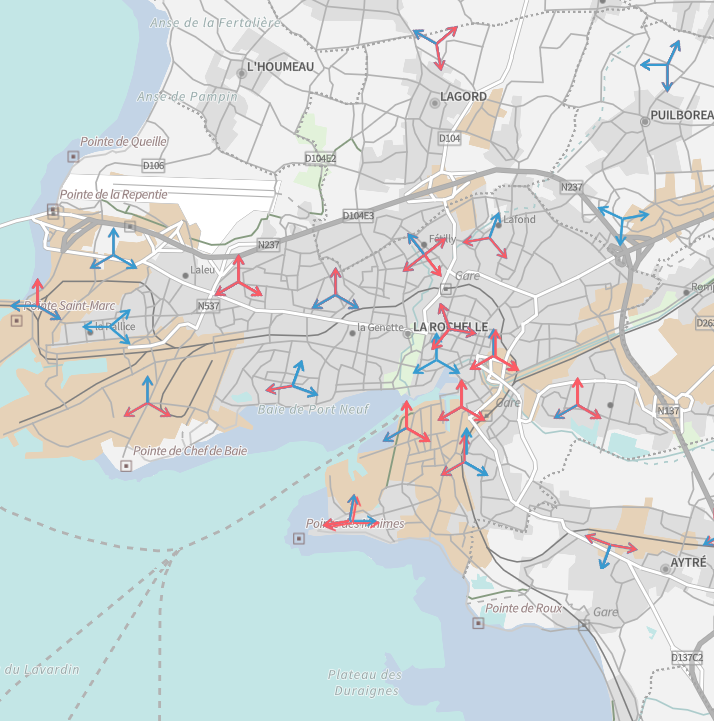 Anse de la Fertalière
L'HOUMEAU
Anse de Pampin
LAGORD
PUILBOREA
Pointe de Queille
D104
D106
D104E2
N237
Pointe de la Repentie
D104E3
Lafond
N237
Fétilly
Laleu
Gare
N537
Pointe Saint-Marc
Romp
la Pallice
la Genette
LA ROCHELLE
D263
Baie de Port Neuf
Gare
N137
Pointe de Chef de Baie
Pointe des Minimes
AYTRÉ
Pointe de Roux
Gare
D137C2
du Lavardin
Plateau des
Duraignes